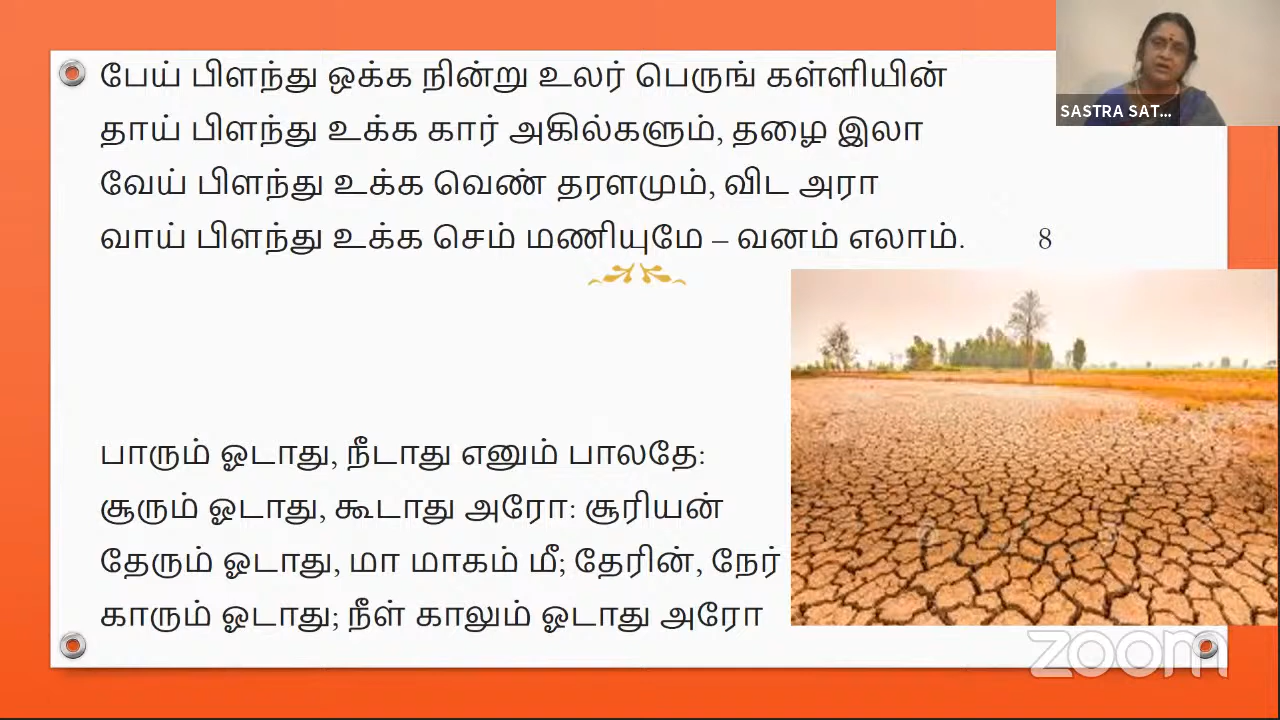 பேய் பிளந்து ஒக்க நின்று உலர் பெருங் கள்ளியின்
தாய் பிளந்து உக்க கார் அகில்களும், தழை இலா
வேய் பிளந்து உக்க வெண் தரளமும், விட அரா
வாய் பிளந்து உக்க செம் மணியுமே – வனம் எலாம். 8
பாரும் ஓடாது, நீடாது எனும் பாலதே:
சூரும் ஓடாது, கூடாது அரோ: சூரியன்
தேரும் ஓடாது, மா மாகம் மீ; தேரின், நேர்
காரும் ஓடாது; நீள் காலும் ஓடாது அரோ
SASTRA SAT...
zoom